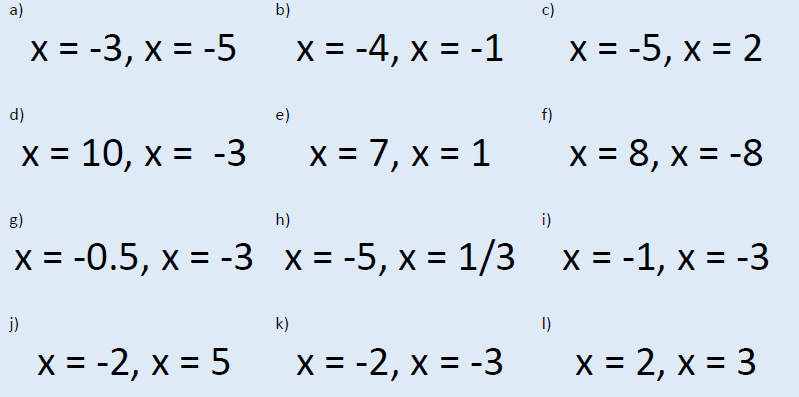 a) b) c)
x = -3, x = -5 x = -4, x = -1 x = -5, x = 2
d) e) f)
x = 10, x = -3 x = 7, x = 1 x = 8, x = -8
g) h) i)
x = -0.5, x = -3 x = -5, x = 1/3 x = -1, x = -3
j) k) l)
x = -2, x = 5 x = -2, x = -3 x = 2, x = 3